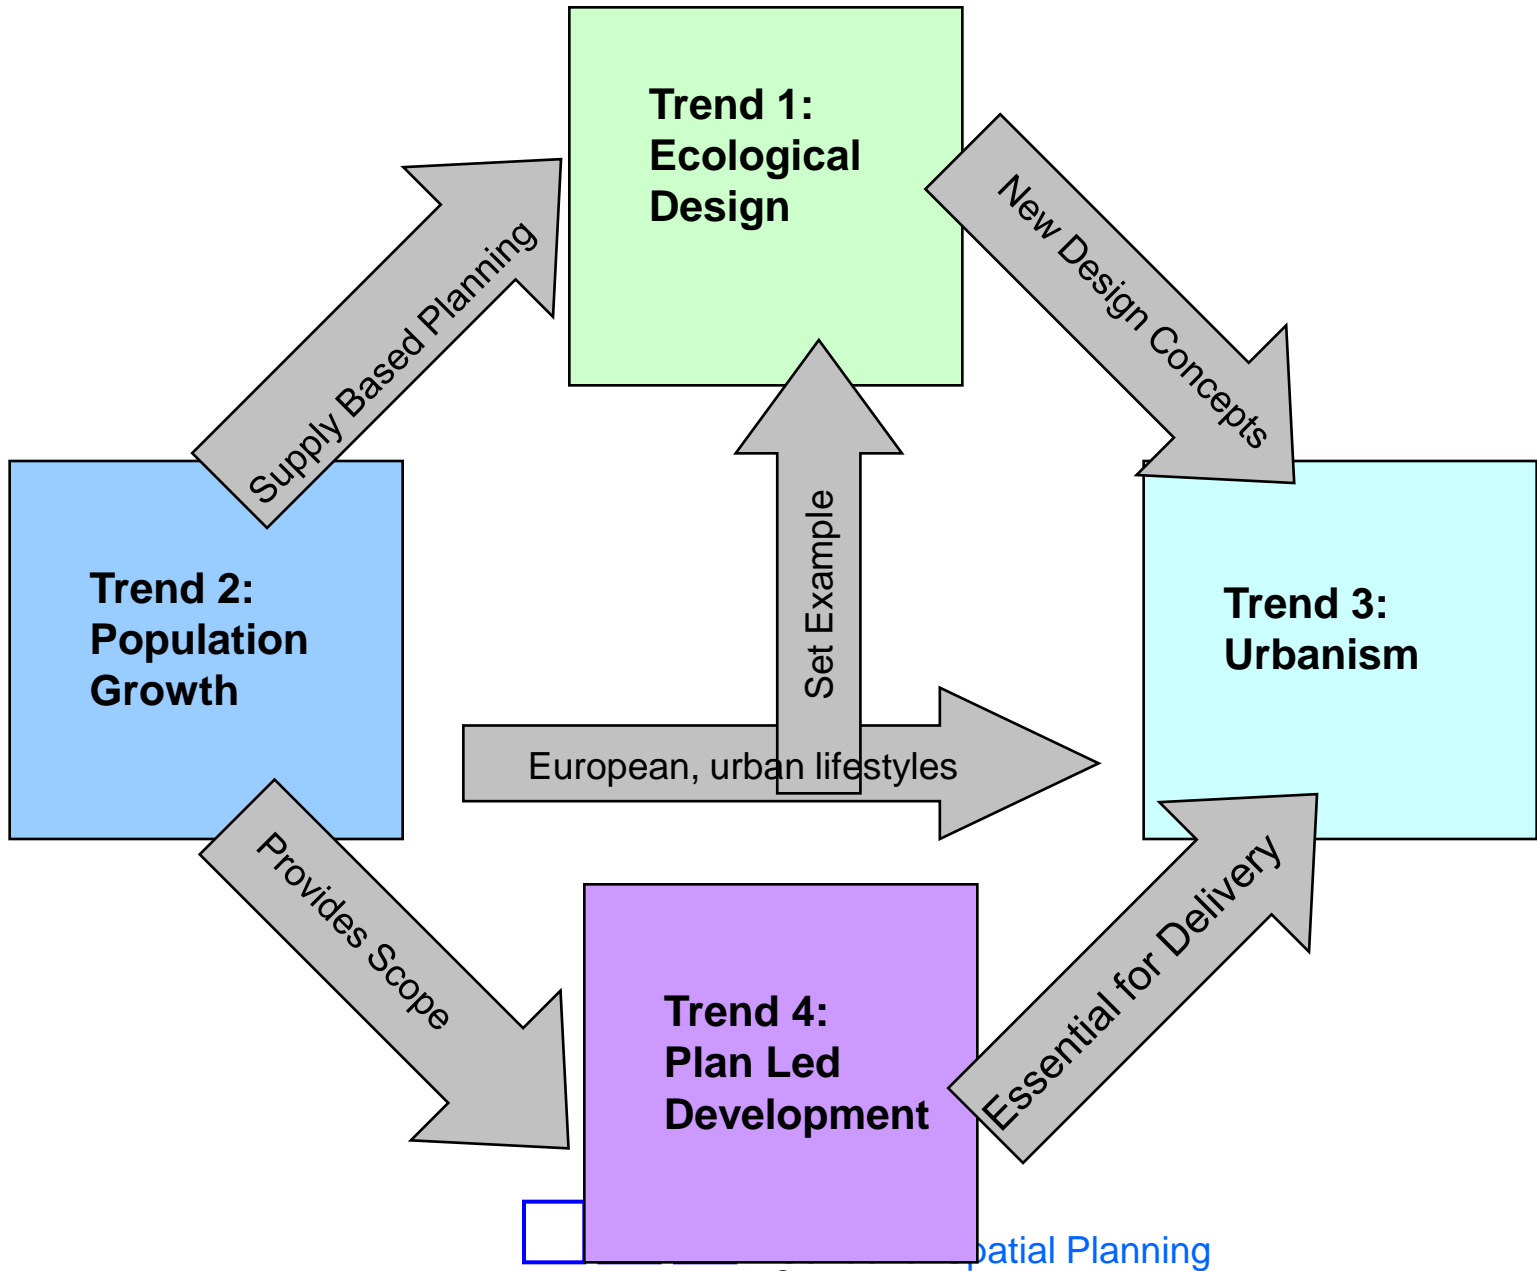 Trend 1:
Ecological
Design
New Design Concepts
Supply Based Planning
Set Example
Trend 2:
Population
Growth
Trend 3:
Urbanism
European, urban lifestyles
Provides Scope
Essential for Delivery
Trend 4:
Plan Led
Development
Planning